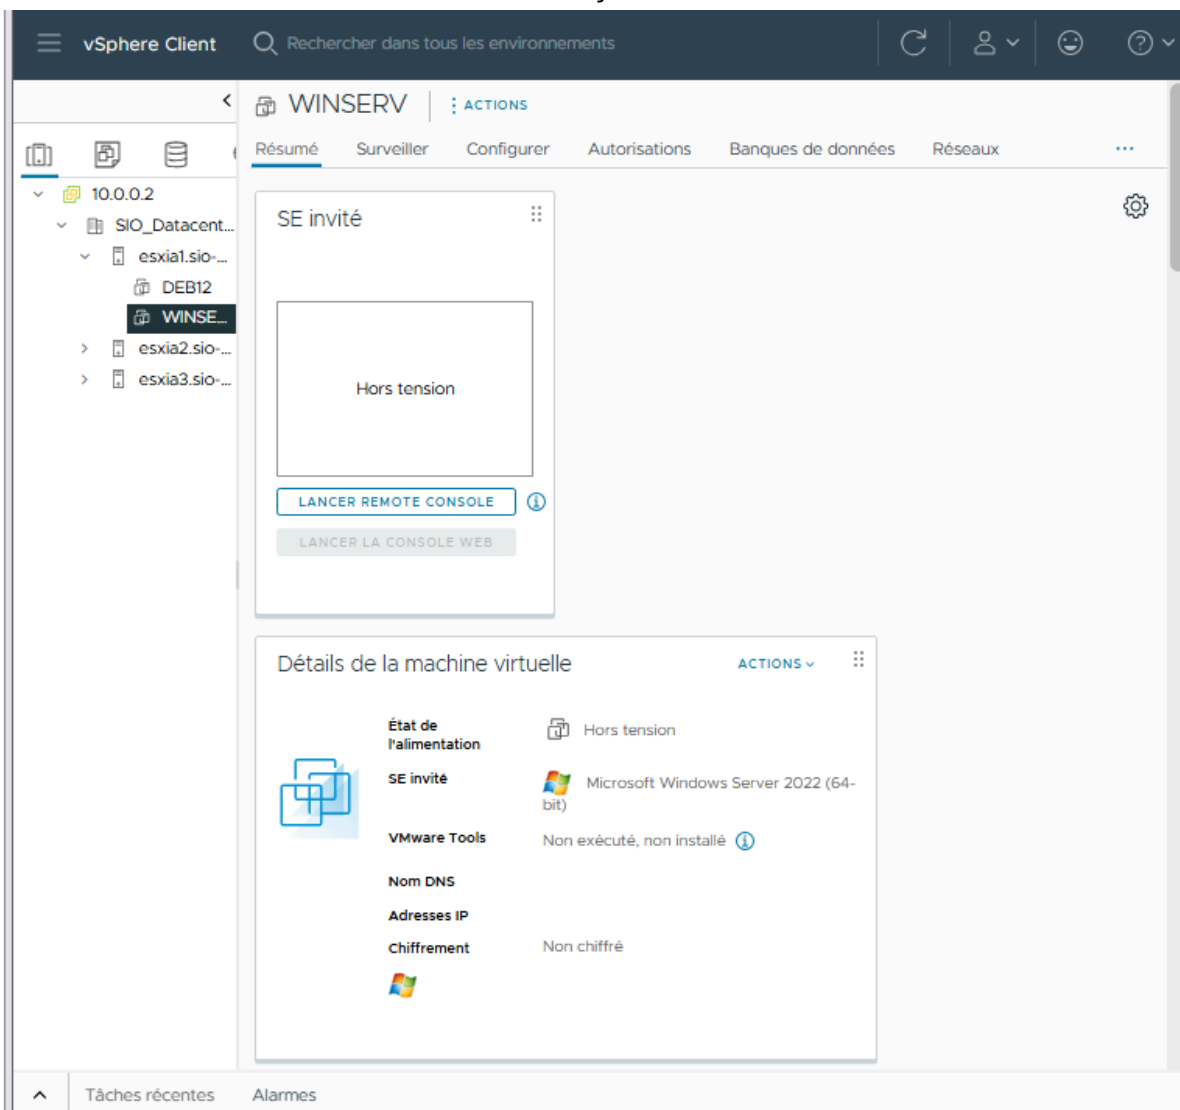 vSphere Client
Rechercher dans tous les environnements
WINSERV
ACTIONS
Résumé Surveiller Configurer Autorisations Banques de données Réseaux ...
10.0.0.2
SIO_Datacent...
esxia1.sio-...
DEB12
WINSE...
esxia2.sio-...
esxia3.sio-...
SE invité
Hors tension
LANCER REMOTE CONSOLE
LANCER LA CONSOLE WEB
Détails de la machine virtuelle
ACTIONS
État de
l'alimentation
Hors tension
SE invité
Microsoft Windows Server 2022 (64-
bit)
VMware Tools
Non exécuté, non installé
Nom DNS
Adresses IP
Chiffrement
Non chiffré
Tâches récentes
Alarmes